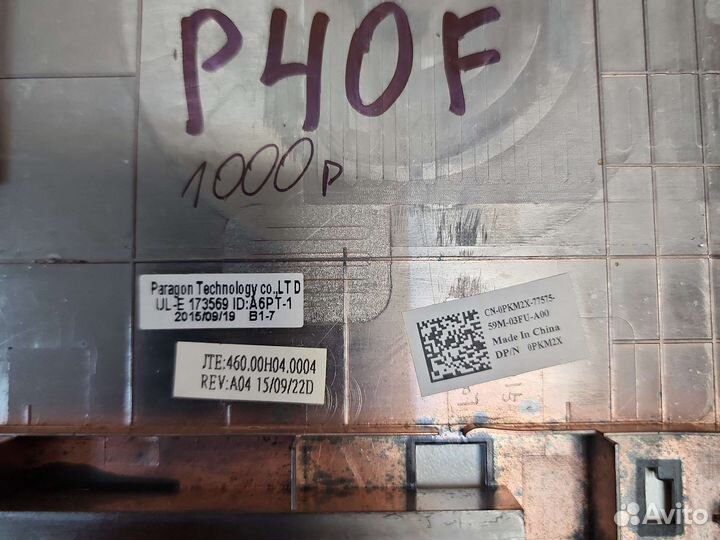 P40F
1000р
Paragon Technology co.,LTD
UL-E 173569 ID:A6PT-1
2015/09/19 B1-7
JTE:460.00H04.0004
REV:A04 15/09/22D
CN-0PKM2X-77575-
59M-03FU-A00
Made In China
DP/N 0PKM2X
Avito